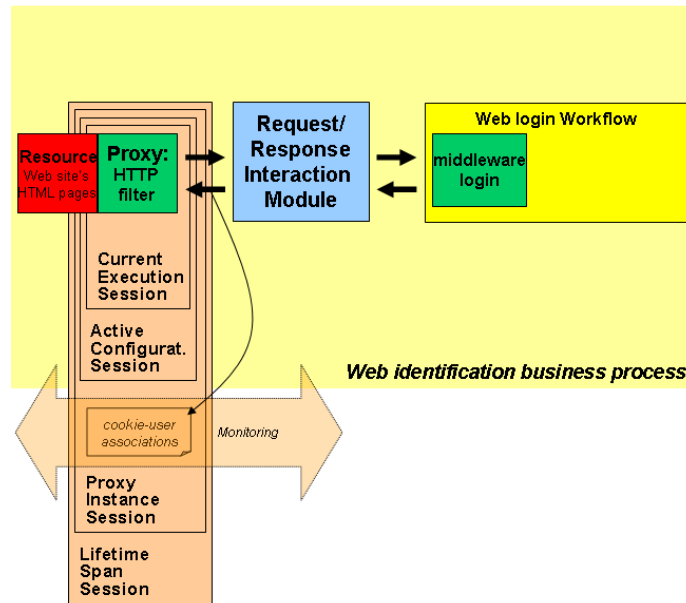 Web login Workflow
Request/
Response
Interaction
Module
Resource
Web site's
HTML pages
Proxy:
HTTP
filter
middleware
login
Current
Execution
Session
Active
Configurat.
Session
Web identification business process
cookie-user
associations
Monitoring
Proxy
Instance
Session
Lifetime
Span
Session